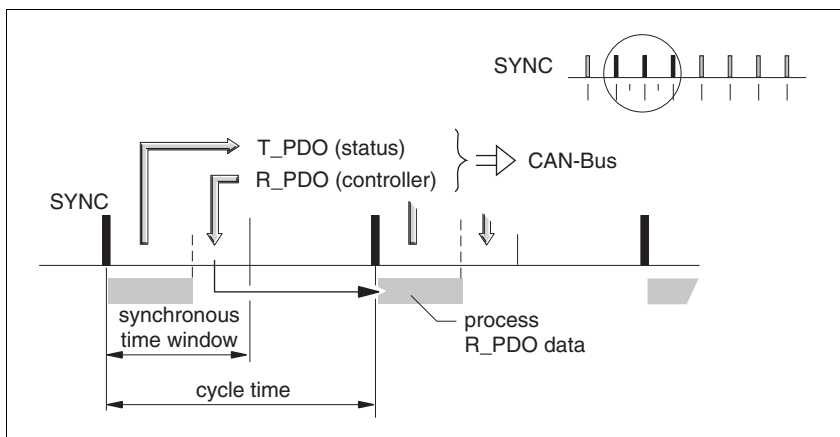 SYNC
T_PDO (status)
R_PDO (controller)
CAN-Bus
SYNC
synchronous
time window
process
R_PDO data
cycle time